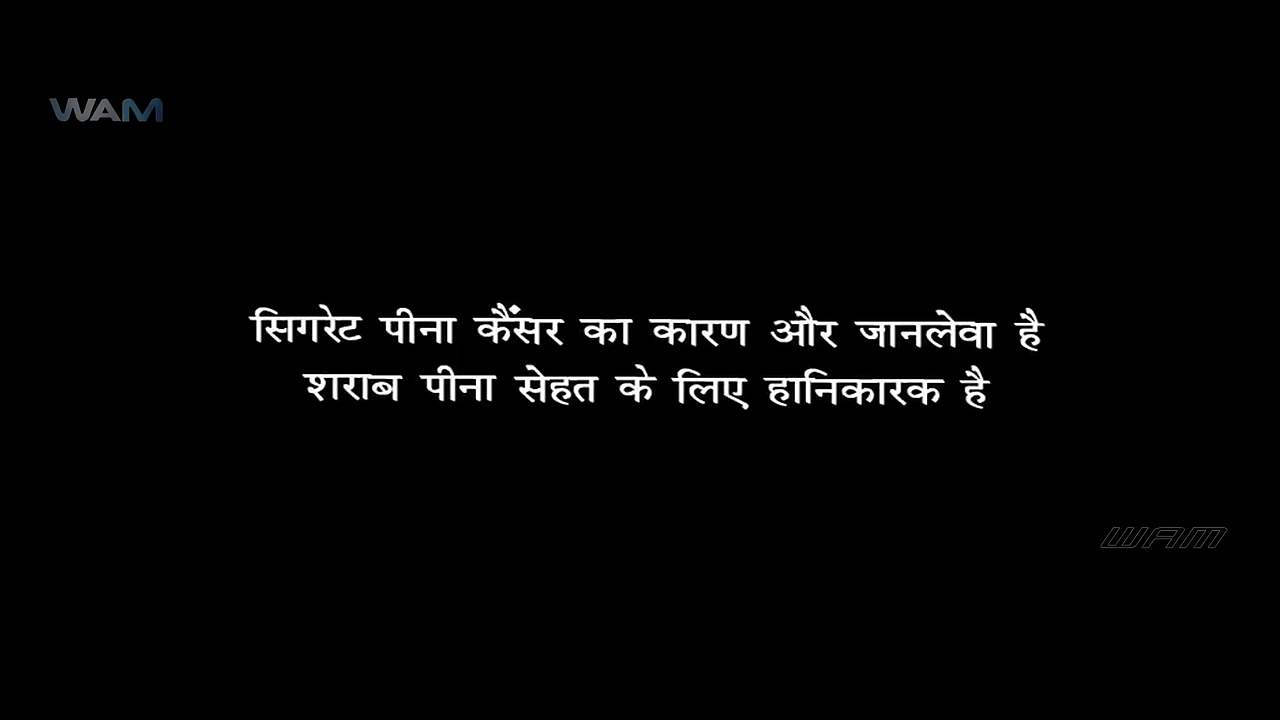 WAM
सिगरेट पीना कैंसर का कारण और जानलेवा है
शराब पीना सेहत के लिए हानिकारक है
WAM